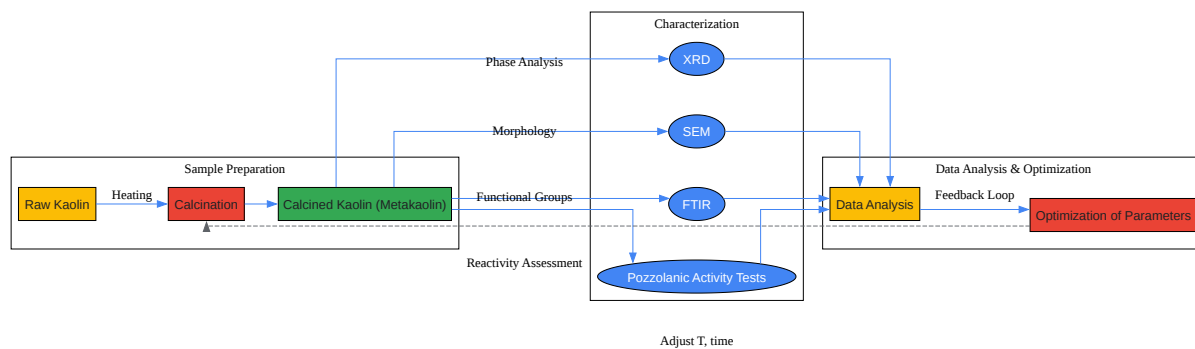 Characterization
XRD
Phase Analysis
SEM
Morphology
Sample Preparation
Data Analysis & Optimization
Raw Kaolin
Heating
Calcination
Calcined Kaolin (Metakaolin)
Functional Groups
FTIR
Data Analysis
Feedback Loop
Optimization of Parameters
Reactivity Assessment
Pozzolanic Activity Tests
Adjust T, time